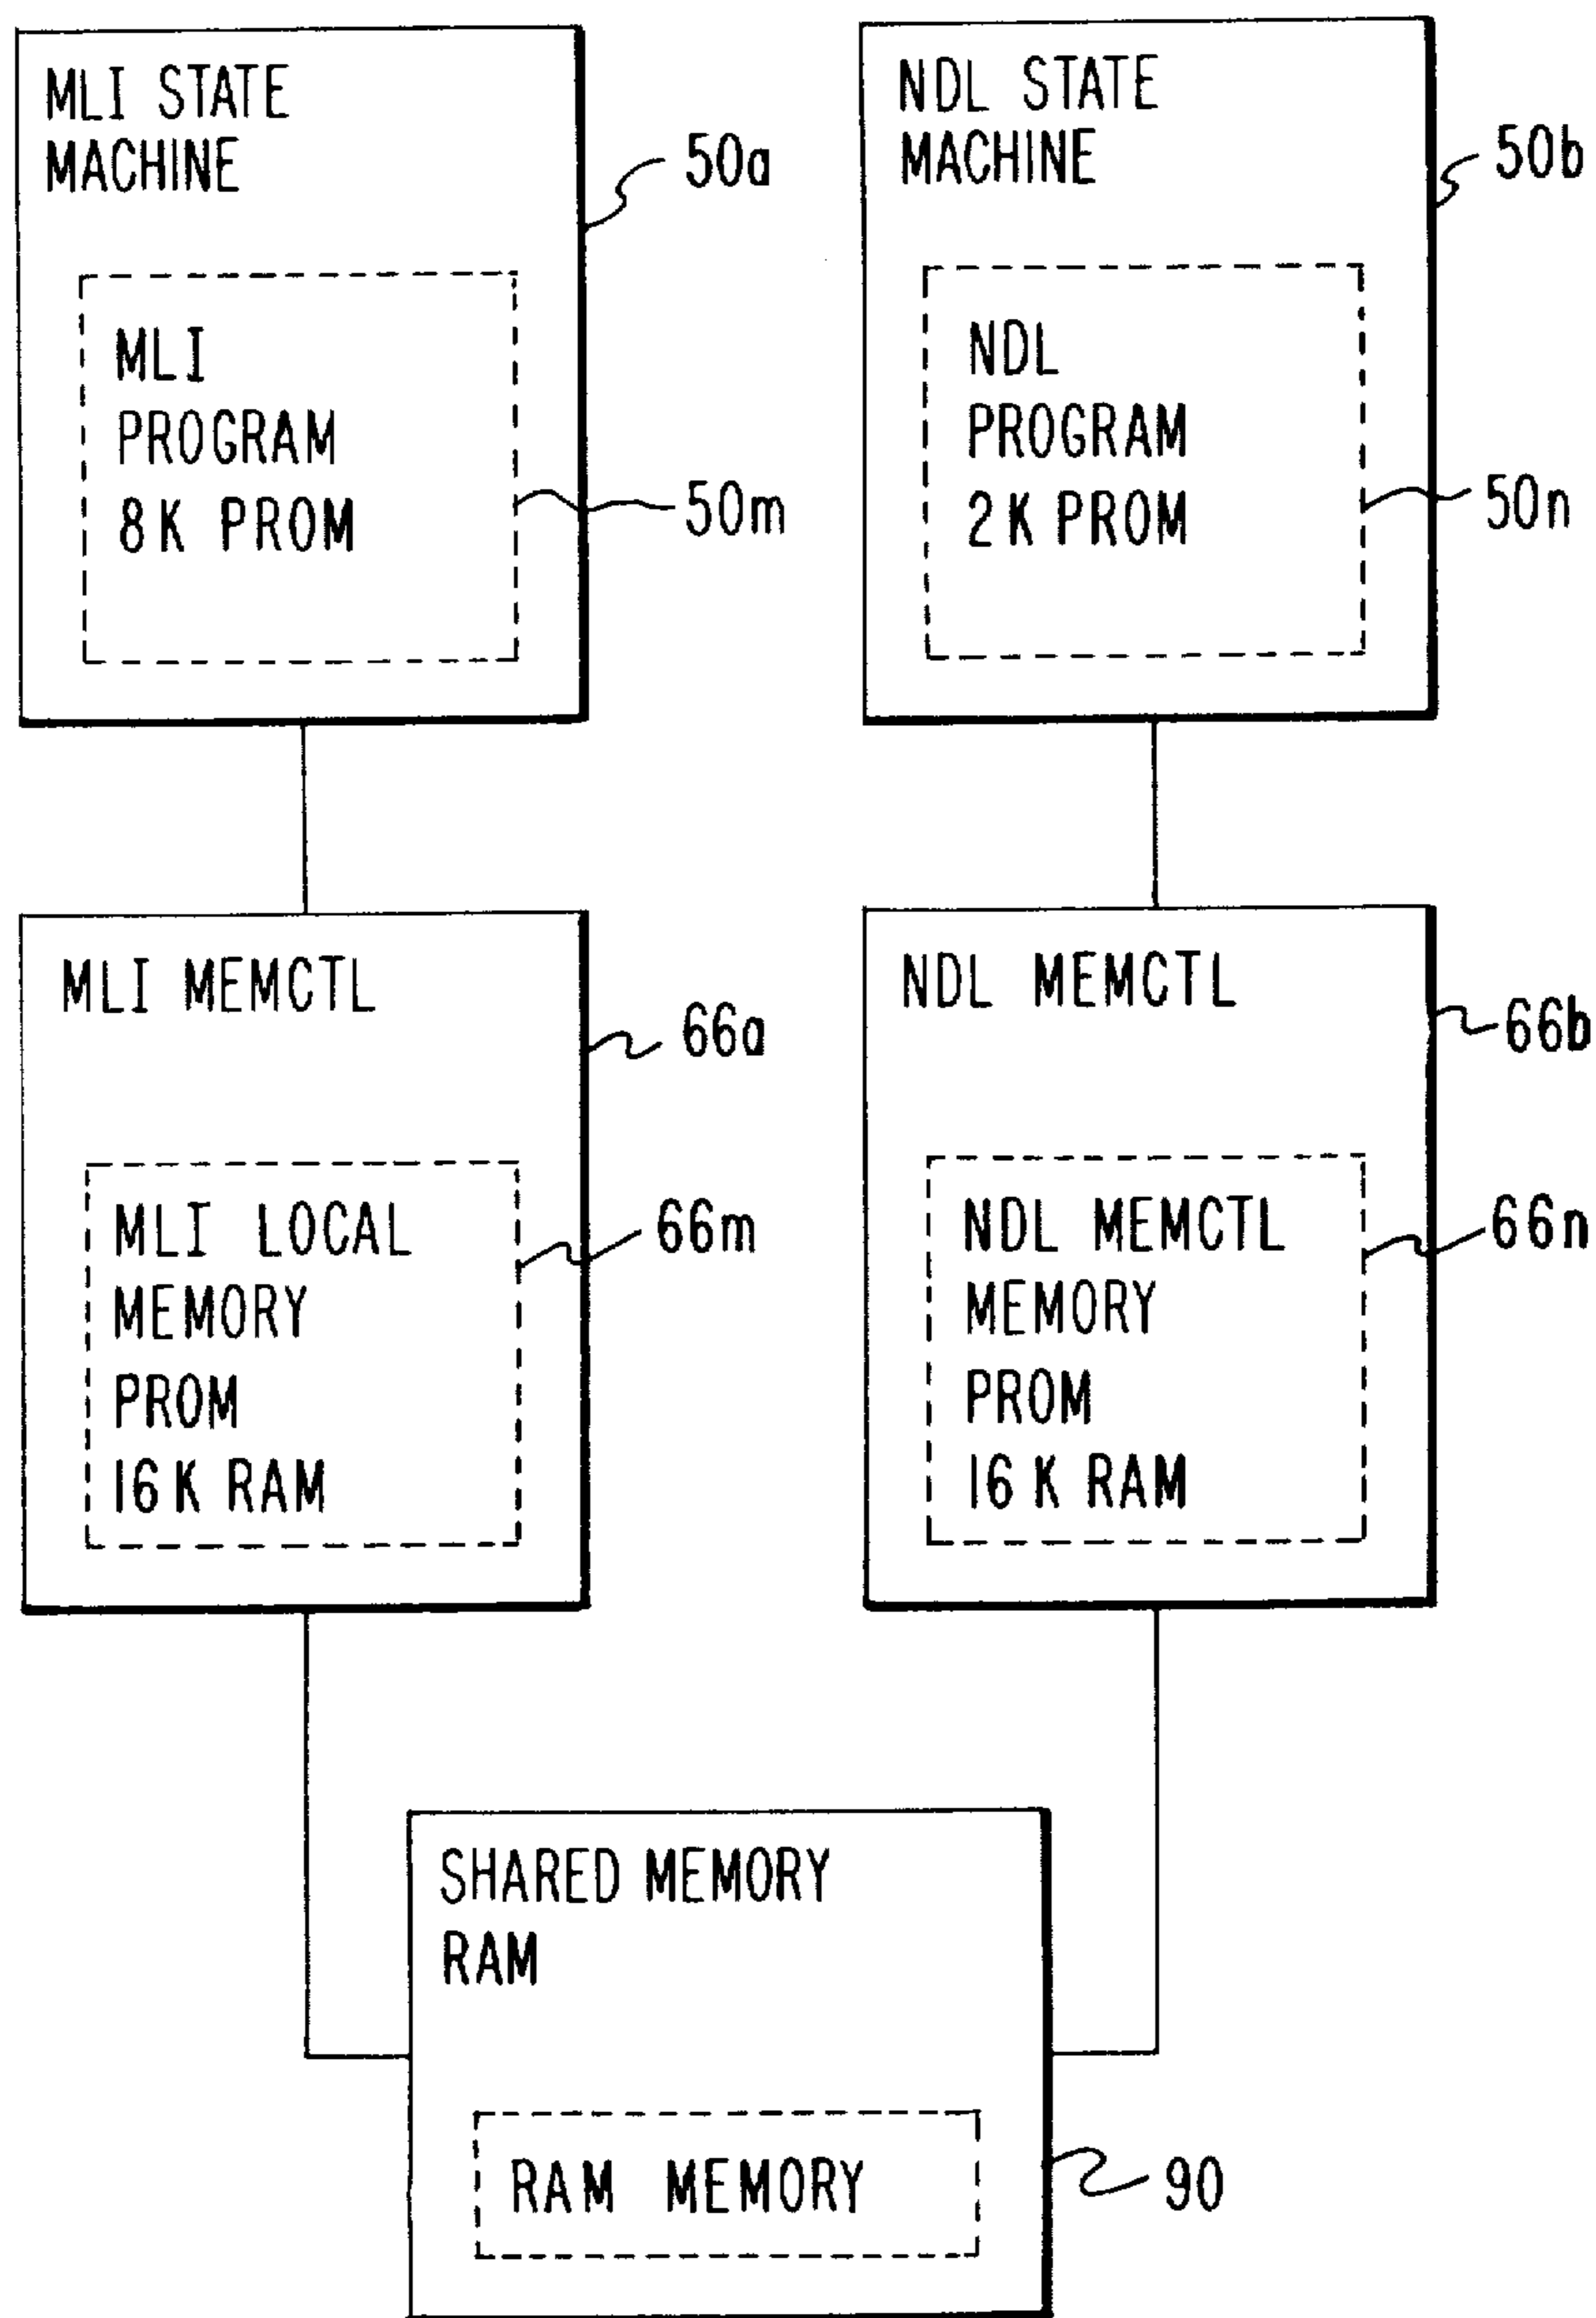 MLI STATE
MACHINE
50a
MLI
PROGRAM
8K PROM
50m
NDL STATE
MACHINE
50b
NDL
PROGRAM
2K PROM
50n
MLI MEMCTL
66a
MLI LOCAL
MEMORY
PROM
16K RAM
66m
NDL MEMCTL
66b
NDL MEMCTL
MEMORY
PROM
16K RAM
66n
SHARED MEMORY
RAM
RAM MEMORY
90